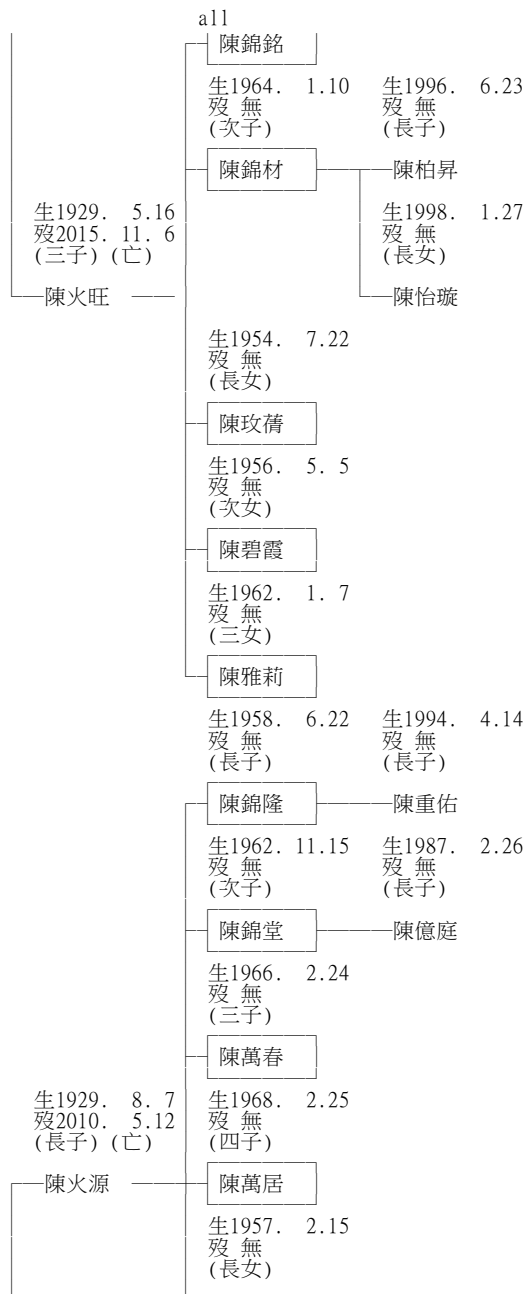 all
陳錦銘
生1964. 1.10 生1996. 6.23
歿 無 歿 無
(次子) (長子)
陳錦材 陳柏昇
生1929. 5.16 生1998. 1.27
歿2015. 11. 6 歿 無
(三子) (亡) (長女)
陳火旺 陳怡璇
生1954. 7.22
歿 無
(長女)
陳玫蒨
生1956. 5. 5
歿 無
(次女)
陳碧霞
生1962. 1. 7
歿 無
(三女)
陳雅莉
生1958. 6.22 生1994. 4.14
歿 無 歿 無
(長子) (長子)
陳錦隆 陳重佑
生1962. 11.15 生1987. 2.26
歿 無 歿 無
(次子) (長子)
陳錦堂 陳億庭
生1966. 2.24
歿 無
(三子)
陳萬春
生1929. 8. 7 生1968. 2.25
歿2010. 5.12 歿 無
(長子) (亡) (四子)
陳火源 陳萬居
生1957. 2.15
歿 無
(長女)